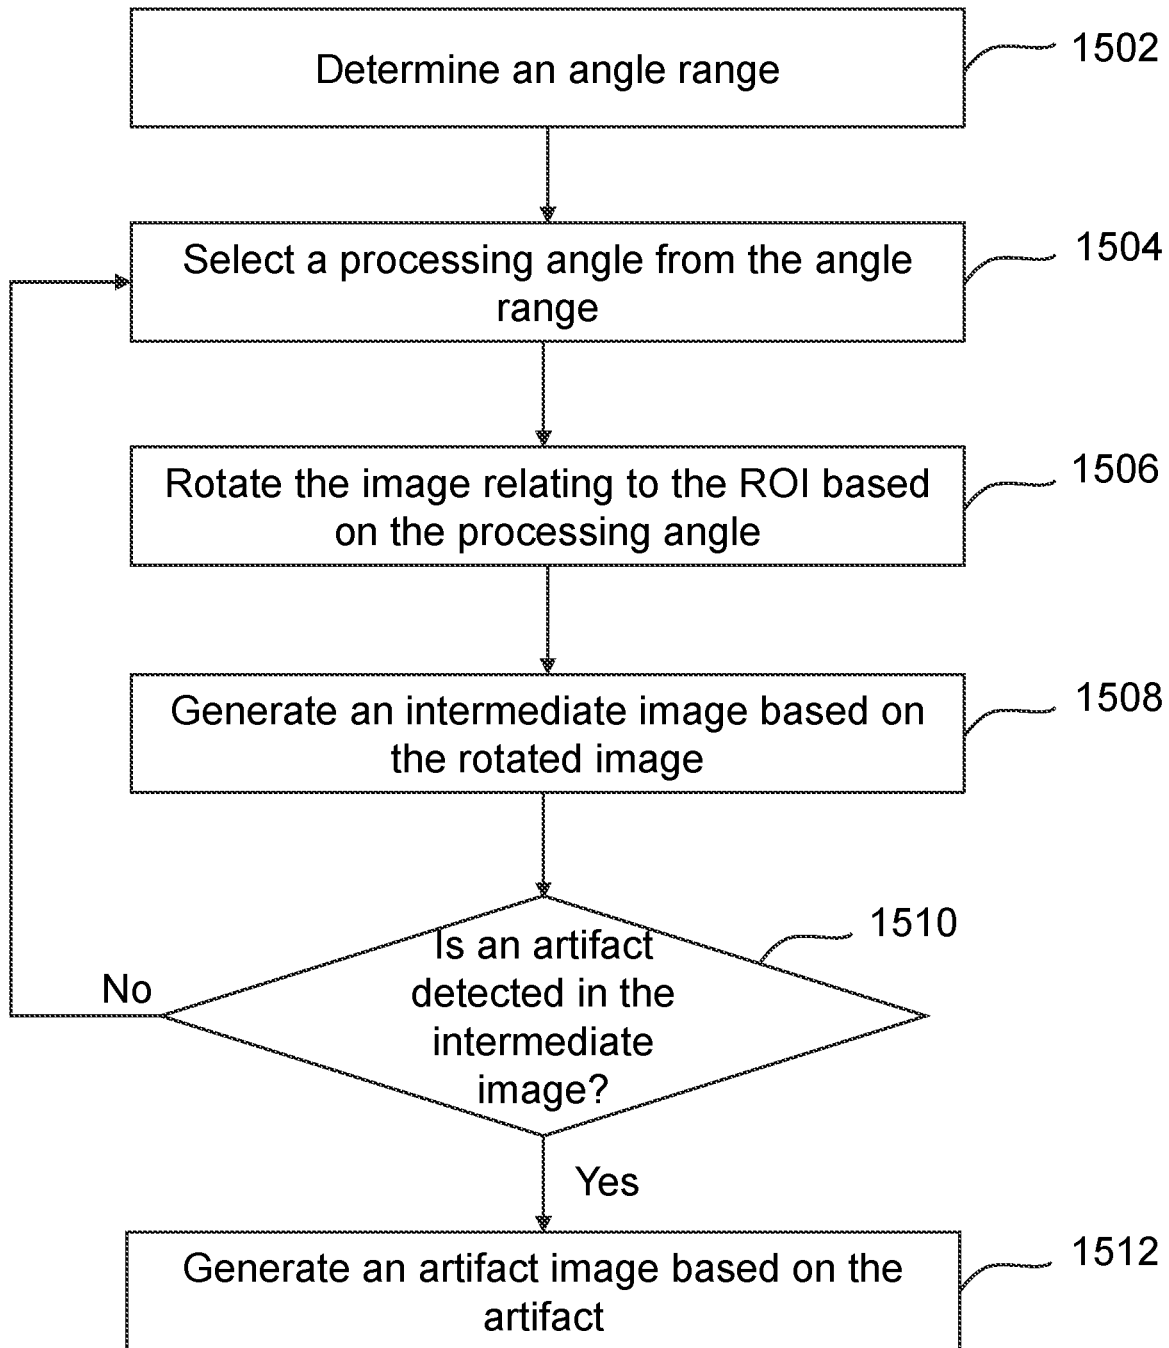 Determine an angle range
1502
Select a processing angle from the angle
range
1504
Rotate the image relating to the ROI based
on the processing angle
1506
Generate an intermediate image based on
the rotated image
1508
Is an artifact
detected in the
intermediate
image?
1510
No
Yes
Generate an artifact image based on the
artifact
1512